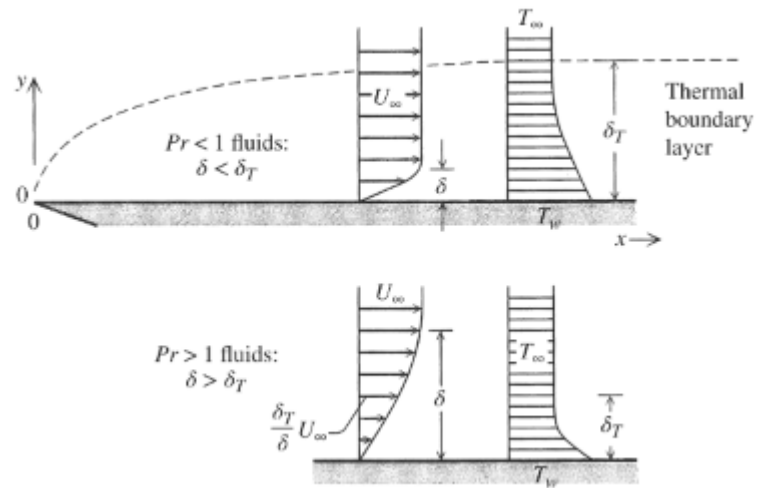 T∞
y
U∞
Pr < 1 fluids:
δ < δT
δ
δT
Thermal
boundary
layer
0
0
Tw
x
U∞
Pr > 1 fluids:
δ > δT
δT/δ U∞
δ
T∞
δT
Tw